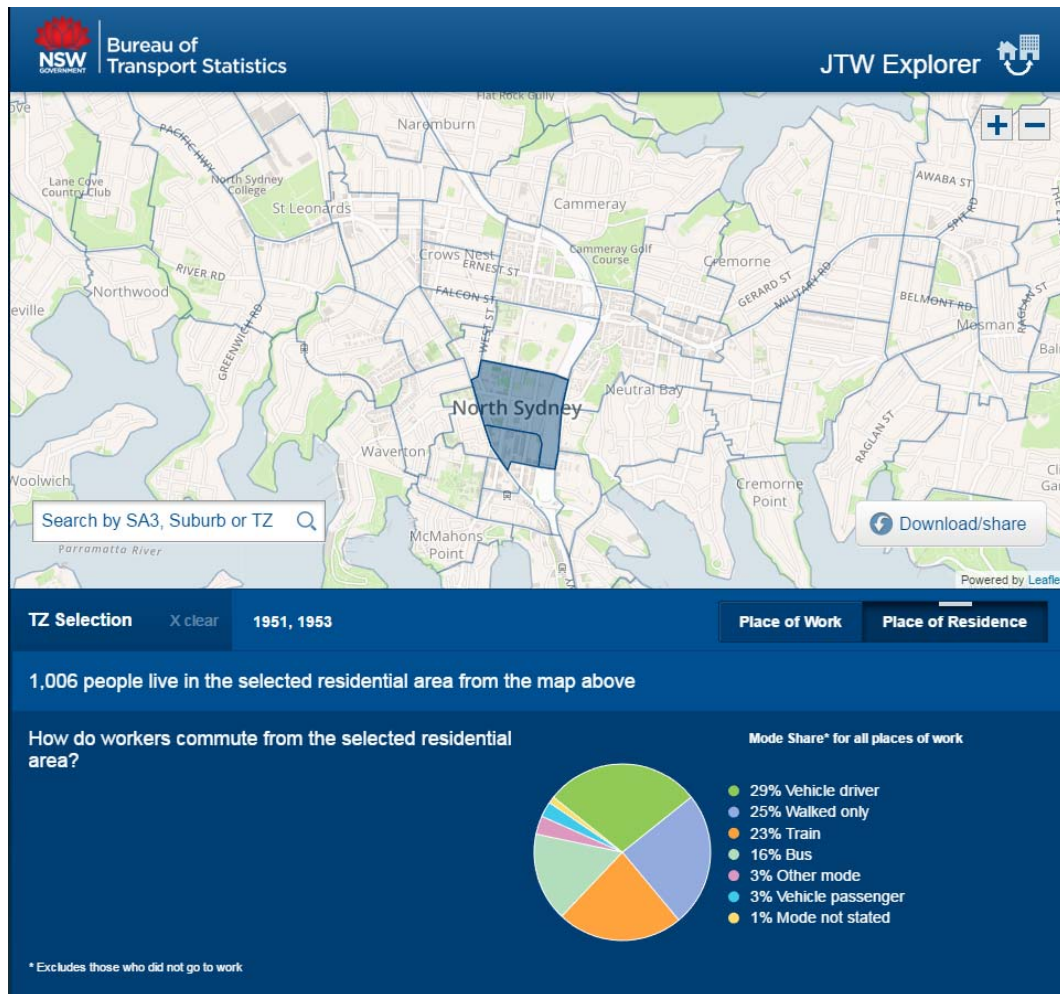 NSW
GOVERNMENT
Bureau of
Transport Statistics
JTW Explorer
Flat Rock Gully
Naremburn
PACIFIC HWY
Lane Cove
Country Club
North Sydney
College
St Leonards
AWABA ST
SPIT RD
Cammeray
Crows Nest
ERNEST ST
Cammeray Golf
Course
Cremorne
RIVER RD
Northwood
FALCON ST
GERARD ST
MILITARY RD
BELMONT RD
RAGLAN ST
eville
GREENWICH RD
WEST ST
Mosman
Bal
North Sydney
Neutral Bay
RAGLAN ST
Waverton
Woolwich
Cremorne
Point
Cl
Ga
Search by SA3, Suburb or TZ
Download/share
McMahons
Point
Parramatta River
Powered by Leafle
TZ Selection X clear 1951, 1953 Place of Work Place of Residence
1,006 people live in the selected residential area from the map above
How do workers commute from the selected residential
area?
Mode Share* for all places of work
29% Vehicle driver
25% Walked only
23% Train
16% Bus
3% Other mode
3% Vehicle passenger
1% Mode not stated
* Excludes those who did not go to work